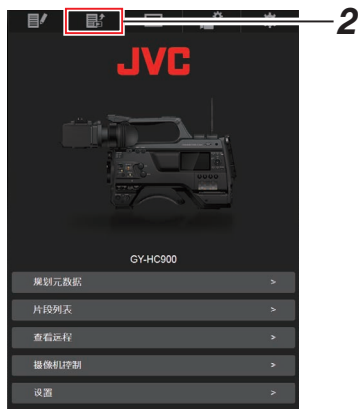 2
JVC
GY-HC900
规划元数据 >
片段列表 >
查看远程 >
摄像机控制 >
设置 >